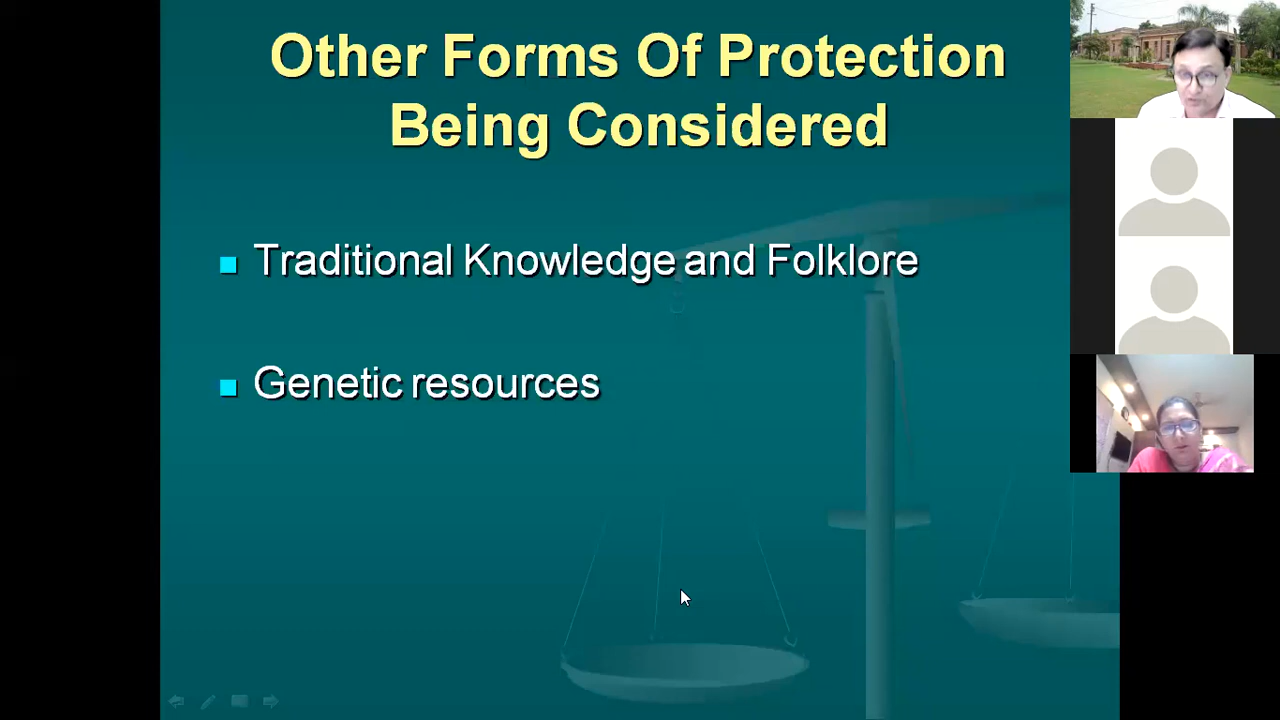 Other Forms Of Protection
Being Considered
Traditional Knowledge and Folklore
Genetic resources